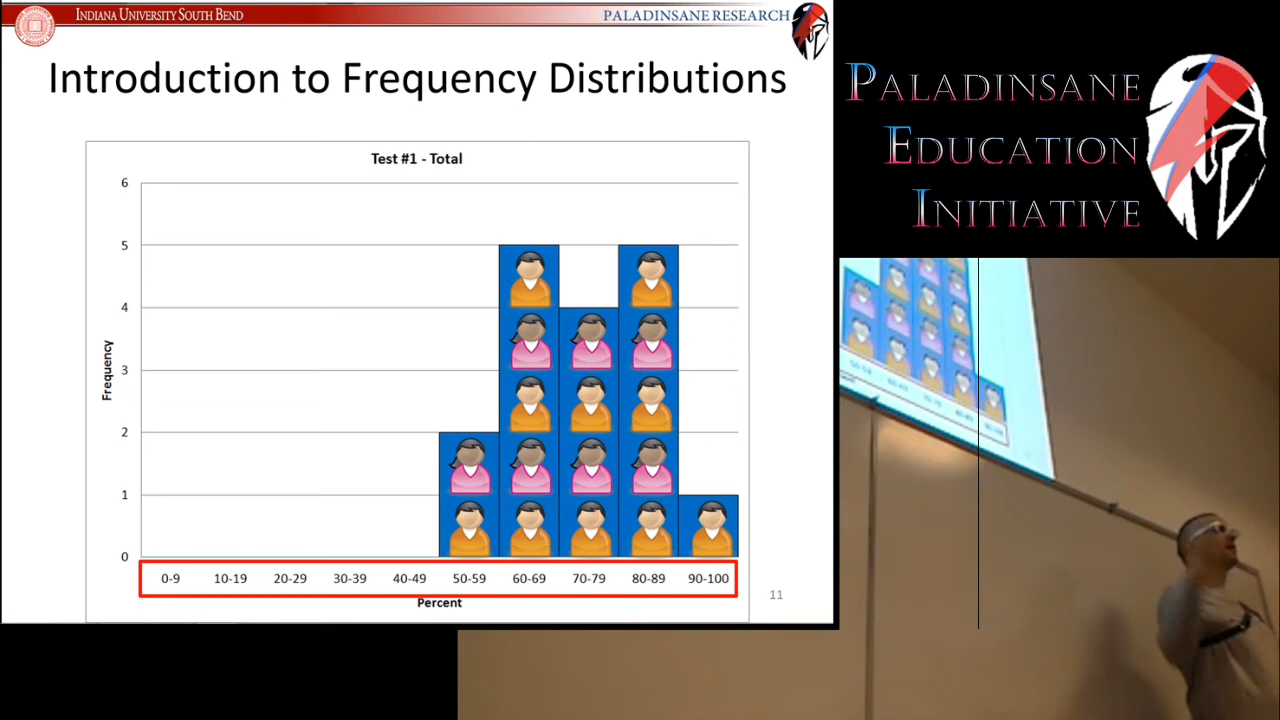 INDIANA UNIVERSITY SOUTH BEND
PALADINSANE RESEARCH
Introduction to Frequency Distributions
Test #1 - Total
Frequency
6
5
4
3
2
1
0
0-9 10-19 20-29 30-39 40-49 50-59 60-69 70-79 80-89 90-100
Percent
11
PALADINSANE
EDUCATION
INITIATIVE